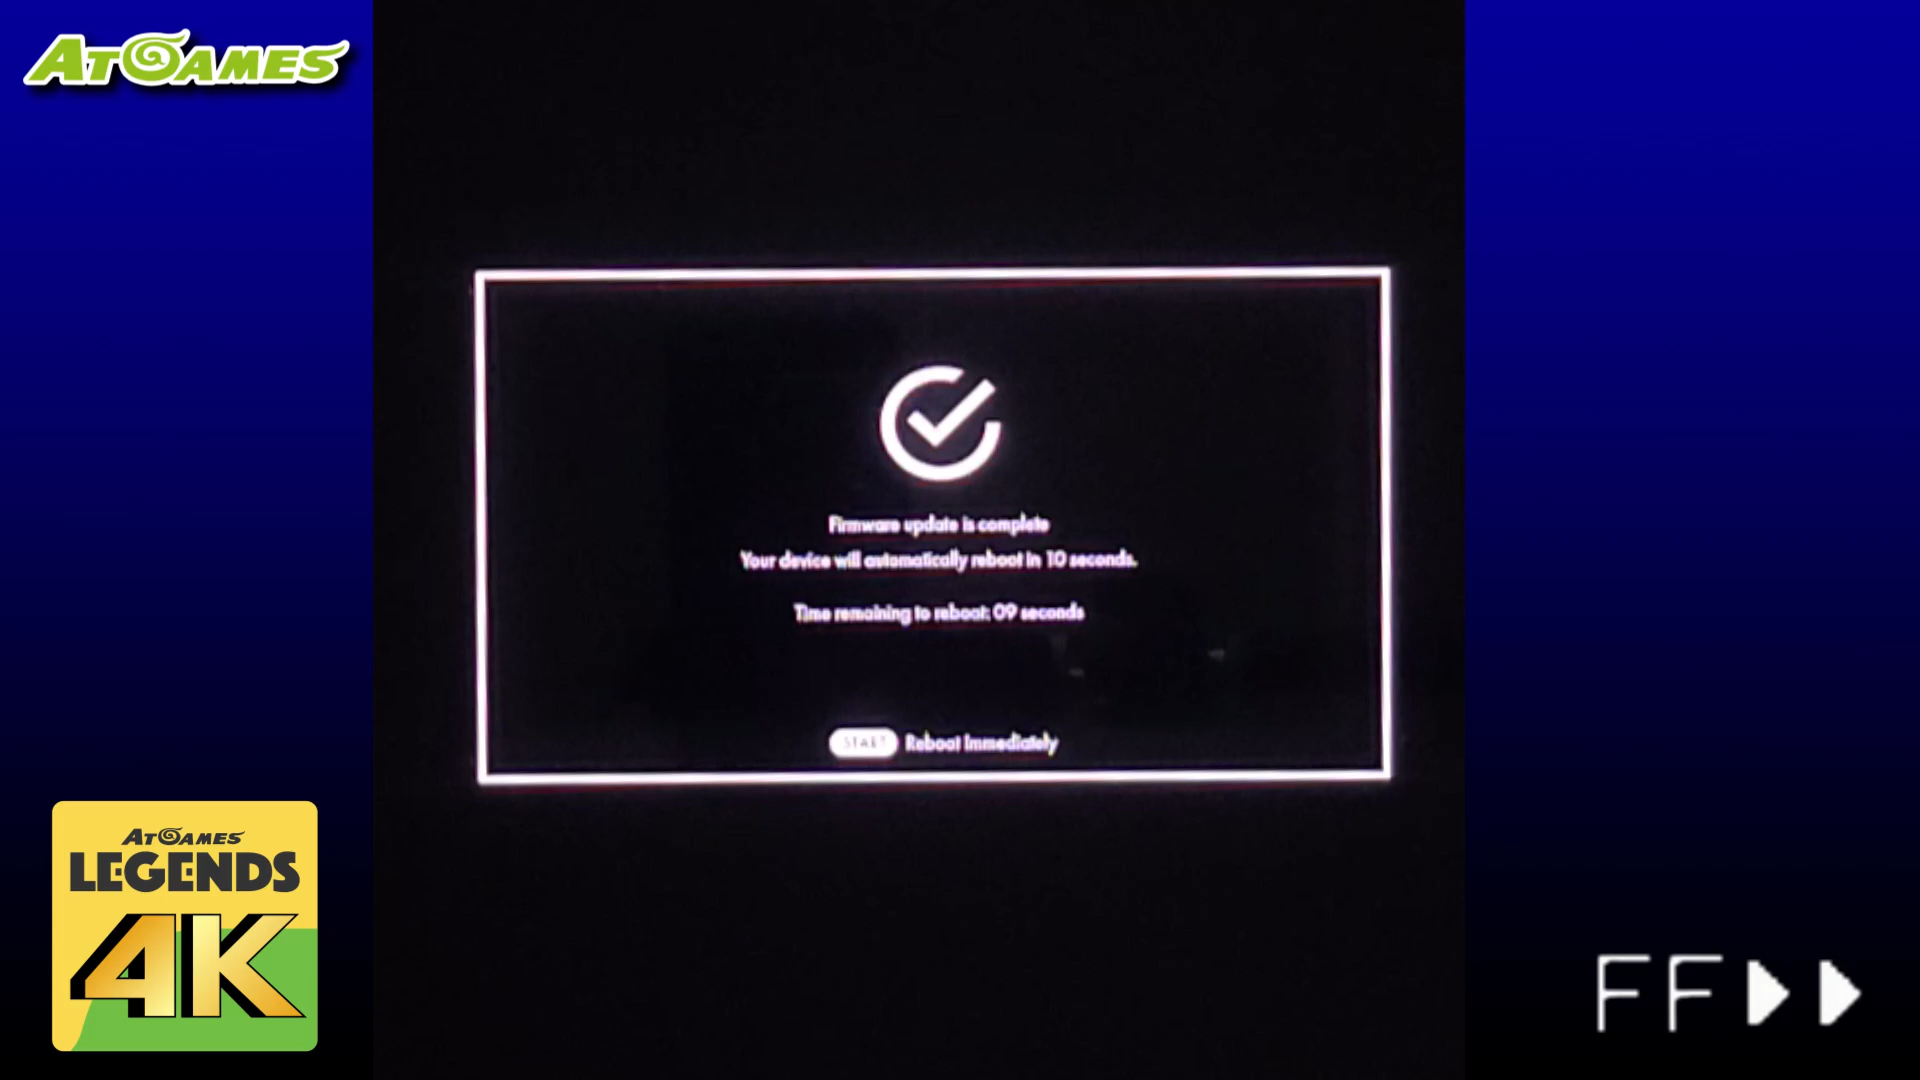 ATGAMES
Firmware update is complete
Your device will automatically reboot in 10 seconds.
Time remaining to reboot: 09 seconds
START Reboot Immediately
ATGAMES
LEGENDS
4K
FF